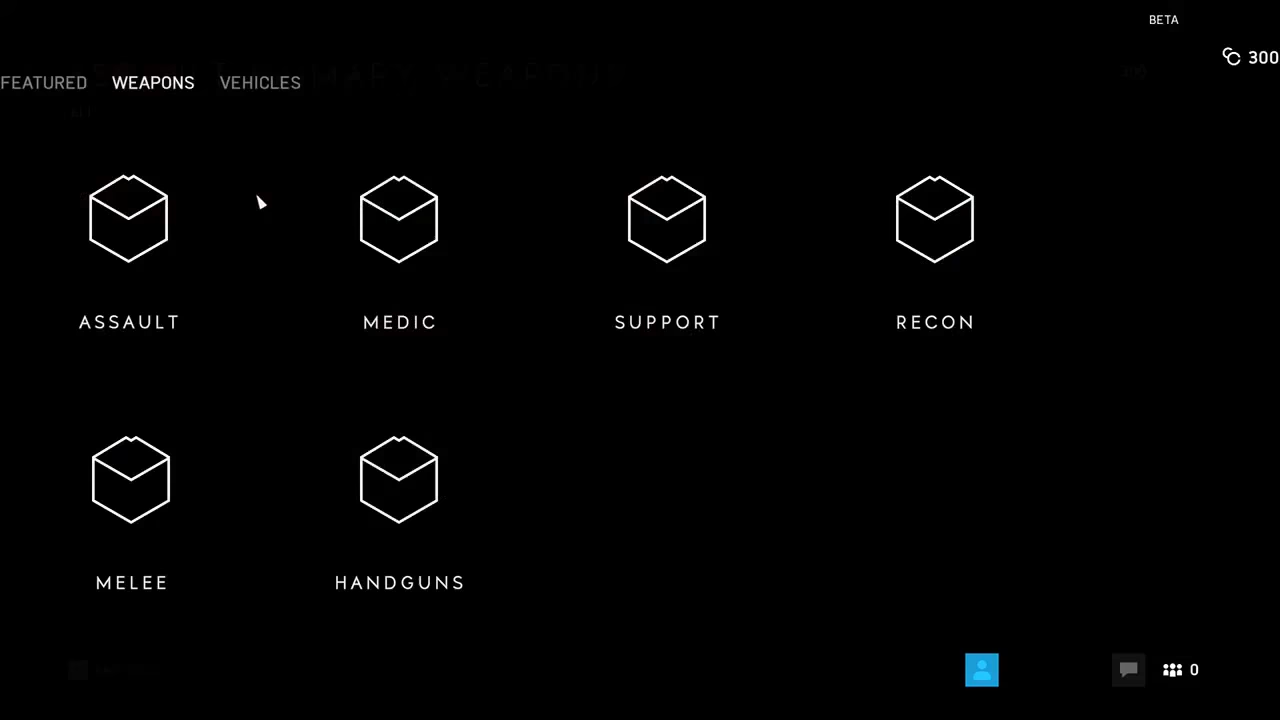 BETA
300
FEATURED WEAPONS VEHICLES
ASSAULT MEDIC SUPPORT RECON
MELEE HANDGUNS
0